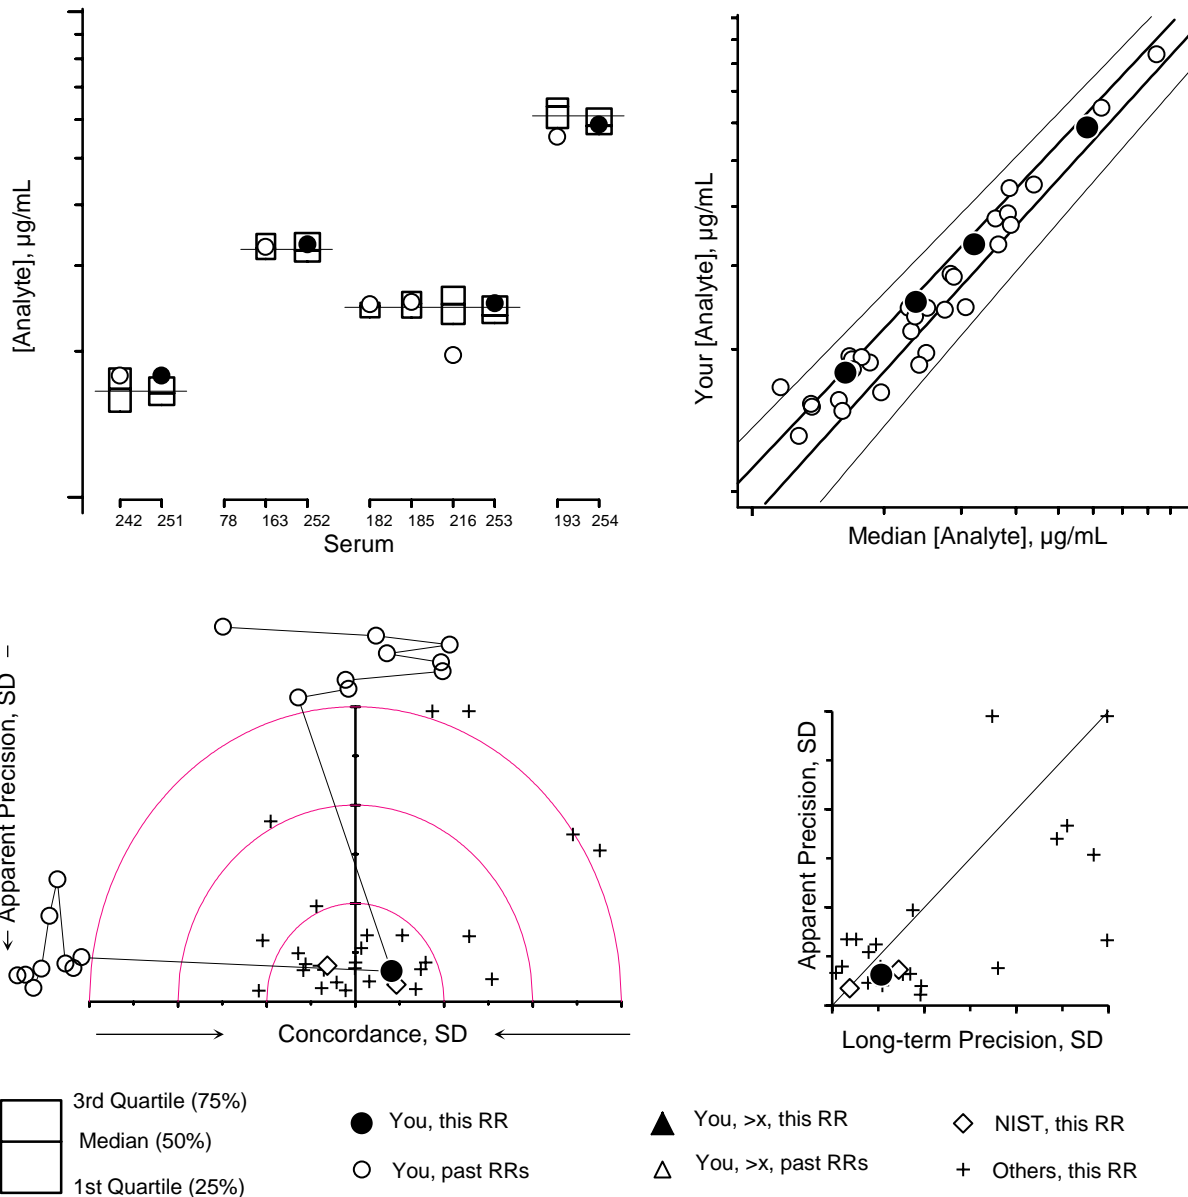 [Analyte], µg/mL
242 251 78 163 252 182 185 216 253 193 254
Serum
Your [Analyte], µg/mL
Median [Analyte], µg/mL
← Apparent Precision, SD –
Concordance, SD
Apparent Precision, SD
Long-term Precision, SD
3rd Quartile (75%)
Median (50%)
1st Quartile (25%)
You, this RR
You, past RRs
You, >x, this RR
You, >x, past RRs
NIST, this RR
Others, this RR